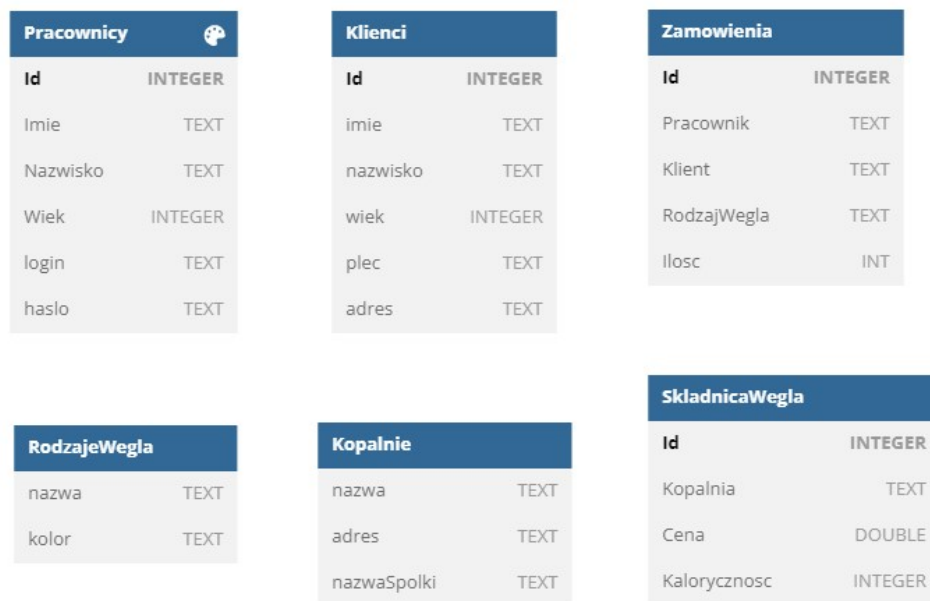 Pracownicy
Id INTEGER
Imie TEXT
Nazwisko TEXT
Wiek INTEGER
login TEXT
haslo TEXT
Klienci
Id INTEGER
imie TEXT
nazwisko TEXT
wiek INTEGER
plec TEXT
adres TEXT
Zamowienia
Id INTEGER
Pracownik TEXT
Klient TEXT
RodzajWegla TEXT
Ilosc INT
RodzajeWegla
nazwa TEXT
kolor TEXT
Kopalnie
nazwa TEXT
adres TEXT
nazwaSpolki TEXT
SkladnicaWegla
Id INTEGER
Kopalnia TEXT
Cena DOUBLE
Kalorycznosc INTEGER